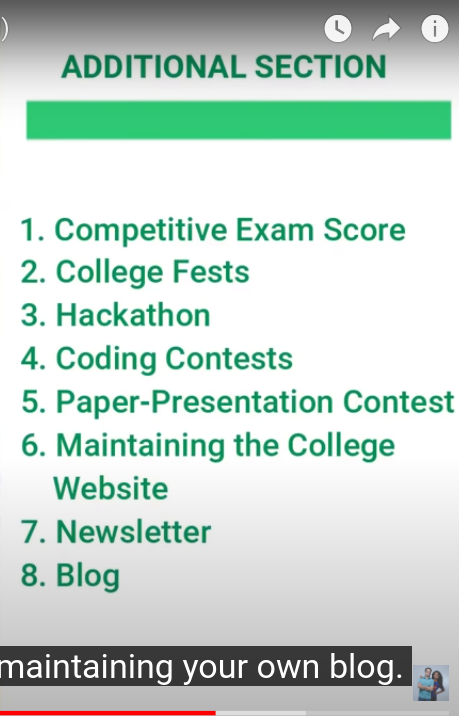 )
ADDITIONAL SECTION
1. Competitive Exam Score
2. College Fests
3. Hackathon
4. Coding Contests
5. Paper-Presentation Contest
6. Maintaining the College
Website
7. Newsletter
8. Blog
maintaining your own blog.